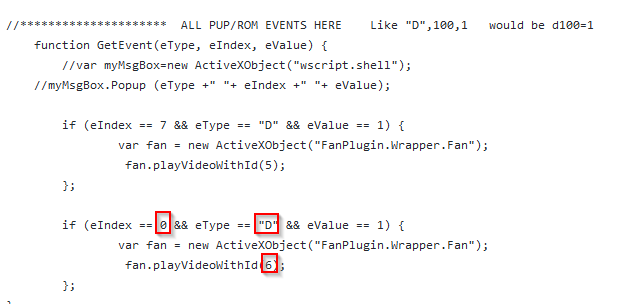 //********************* ALL PUP/ROM EVENTS HERE Like "D",100,1 would be d100=1
function GetEvent(eType, eIndex, eValue) {
//var myMsgBox=new ActiveXObject("wscript.shell");
//myMsgBox.Popup (eType +" "+ eIndex +" "+ eValue);
if (eIndex == 7 && eType == "D" && eValue == 1) {
var fan = new ActiveXObject("FanPlugin.Wrapper.Fan");
fan.playVideoWithId(5);
};
if (eIndex == 0 && eType == "D" && eValue == 1) {
var fan = new ActiveXObject("FanPlugin.Wrapper.Fan");
fan.playVideoWithId(6);
};